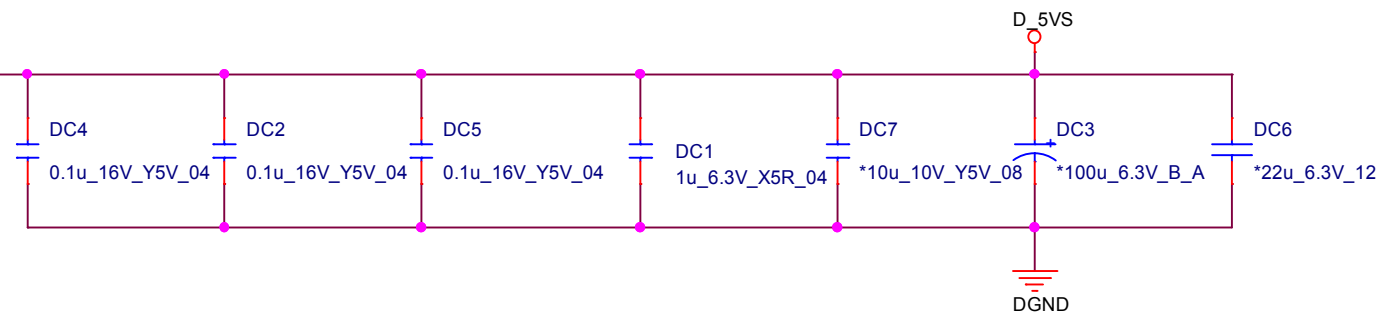 D_5VS
DC4
0.1u_16V_Y5V_04
DC2
0.1u_16V_Y5V_04
DC5
0.1u_16V_Y5V_04
DC1
1u_6.3V_X5R_04
DC7
*10u_10V_Y5V_08
+
DC3
*100u_6.3V_B_A
DC6
*22u_6.3V_12
DGND